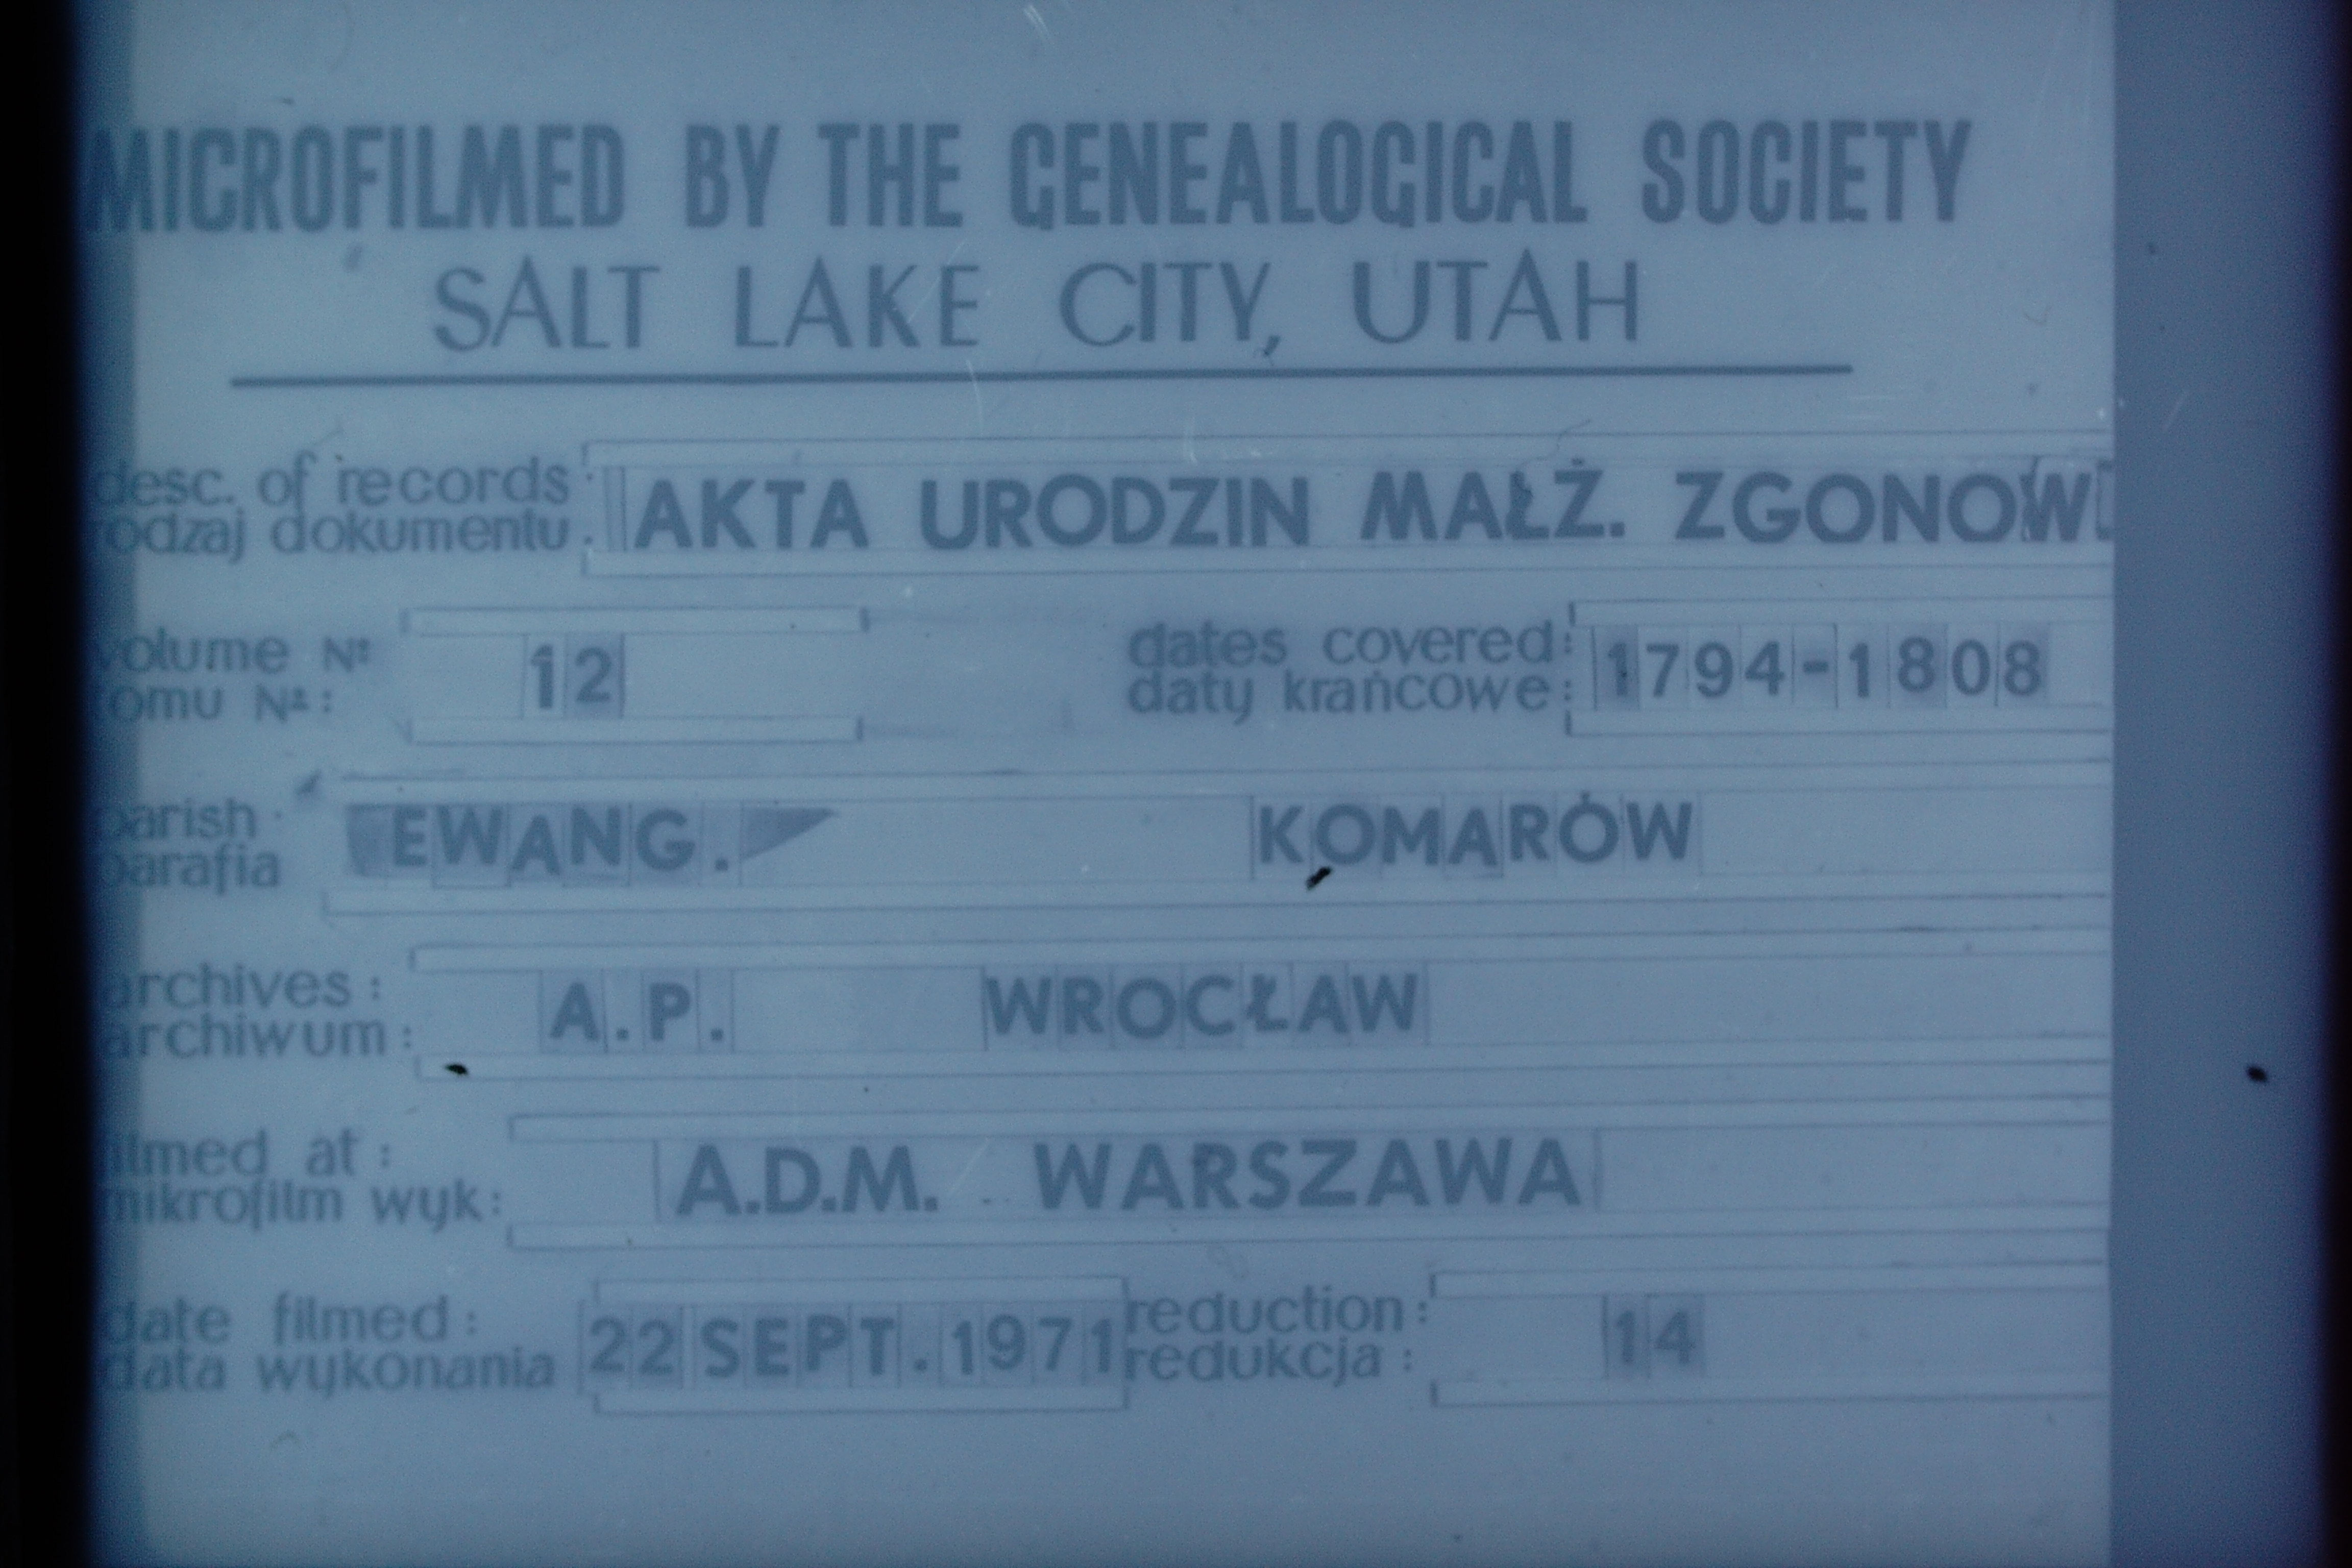 MICROFILMED BY THE GENEALOGICAL SOCIETY
SALT LAKE CITY, UTAH
desc. of records :
rodzaj dokumentu . AKTA URODZIN MAŁŻ. ZGONOW
volume Nº
tomu Nº : 12
dates covered :
daty krańcowe : 1794-1808
parish .
parafia EWANG. KOMARÓW
archives :
archiwum : A.P. WROCŁAW
filmed at :
mikrofilm wyk : A.D.M. WARSZAWA
date filmed :
data wykonania 22 SEPT. 1971
reduction :
redukcja : 14